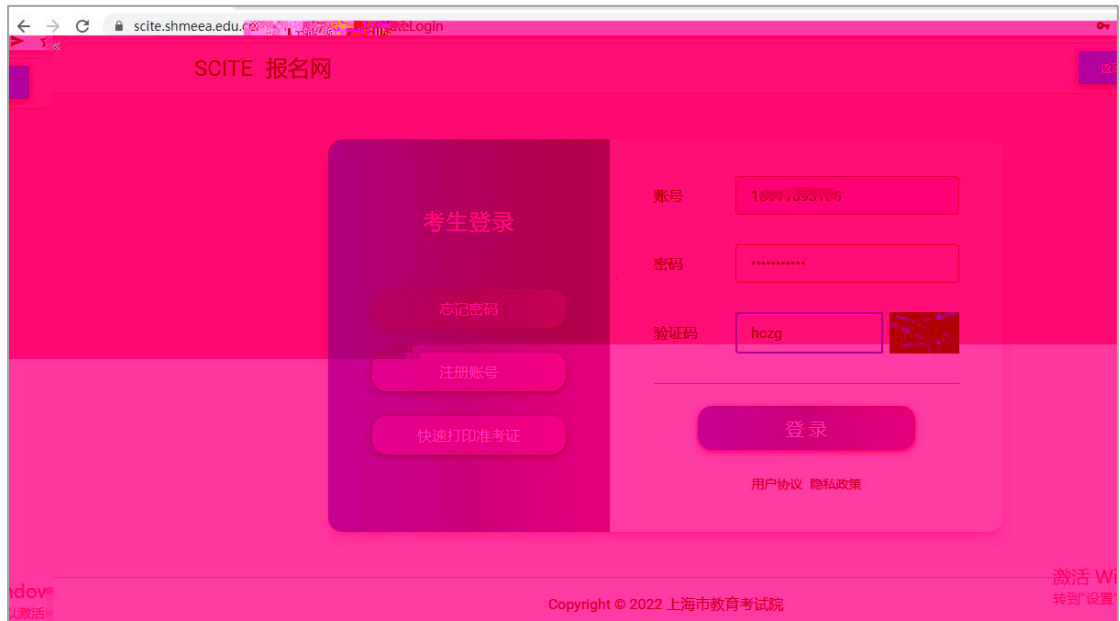 scite.shmeea.edu.
SCITE 报名网
考生登录
忘记密码
注册账号
快速打印准考证
账号
密码
验证码 hczg
登录
用户协议 隐私政策
激活 Wi
转到"设置"
以激活
Copyright © 2022 上海市教育考试院